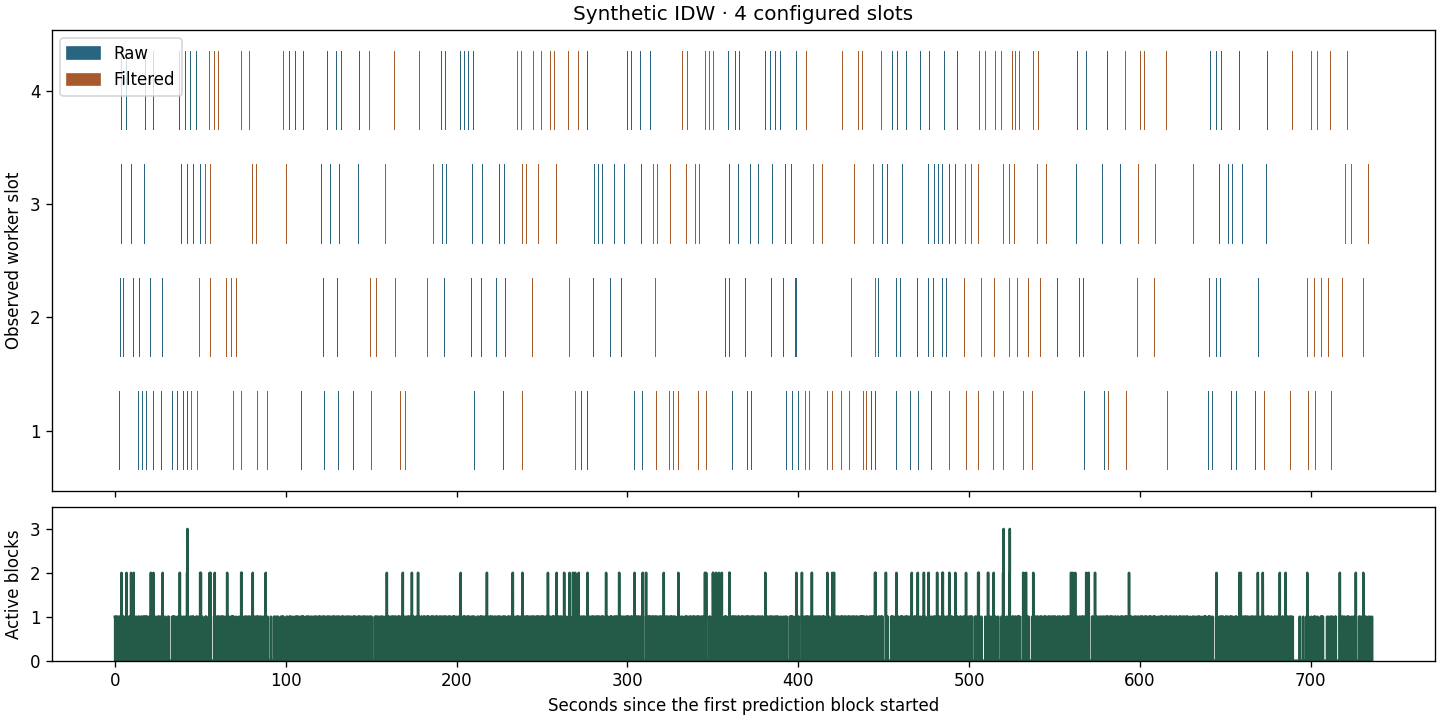 Synthetic IDW · 4 configured slots
Raw
Filtered
Observed worker slot
4
3
2
1
Active blocks
3
2
1
0
0 100 200 300 400 500 600 700
Seconds since the first prediction block started